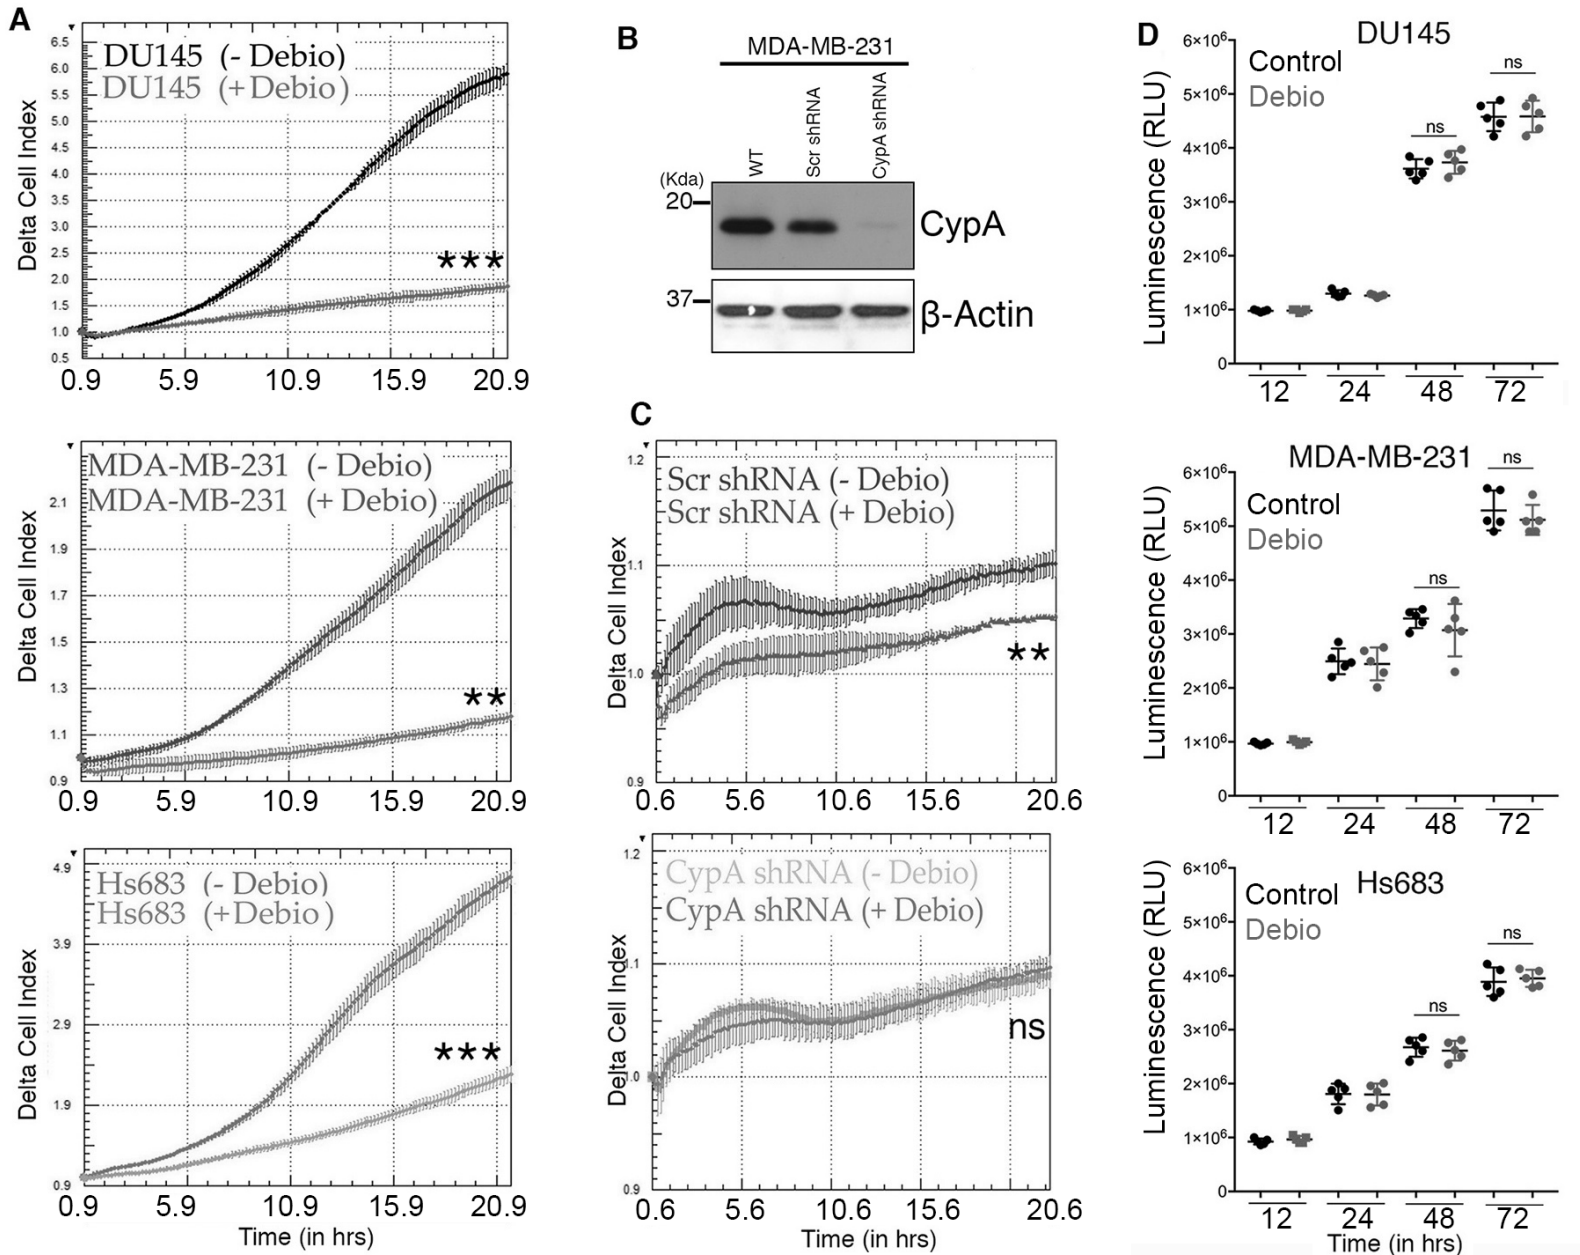 A
DU145 (- Debio)
DU145 (+ Debio)
Delta Cell Index
6.5
6.0
5.5
5.0
4.5
4.0
3.5
3.0
2.5
2.0
1.5
1.0
0.5
***
0.9 5.9 10.9 15.9 20.9
MDA-MB-231 (- Debio)
MDA-MB-231 (+ Debio)
Delta Cell Index
2.1
1.9
1.7
1.5
1.3
1.1
0.9
**
0.9 5.9 10.9 15.9 20.9
Hs683 (- Debio)
Hs683 (+ Debio)
Delta Cell Index
4.9
3.9
2.9
1.9
0.9
***
0.9 5.9 10.9 15.9 20.9
Time (in hrs)
B
MDA-MB-231
WT
Scr shRNA
CypA shRNA
(Kda)
20
CypA
37
β-Actin
C
Scr shRNA (- Debio)
Scr shRNA (+ Debio)
Delta Cell Index
1.2
1.1
1.0
0.9
**
0.6 5.6 10.6 15.6 20.6
CypA shRNA (- Debio)
CypA shRNA (+ Debio)
Delta Cell Index
1.2
1.1
1.0
0.9
ns
0.6 5.6 10.6 15.6 20.6
Time (in hrs)
D
DU145
Control
Debio
Luminescence (RLU)
6×10⁶
5×10⁶
4×10⁶
3×10⁶
2×10⁶
1×10⁶
0
ns
ns
12 24 48 72
MDA-MB-231
Control
Debio
Luminescence (RLU)
6×10⁶
5×10⁶
4×10⁶
3×10⁶
2×10⁶
1×10⁶
0
ns
ns
12 24 48 72
Hs683
Control
Debio
Luminescence (RLU)
6×10⁶
5×10⁶
4×10⁶
3×10⁶
2×10⁶
1×10⁶
0
ns
ns
12 24 48 72
Time (in hrs)